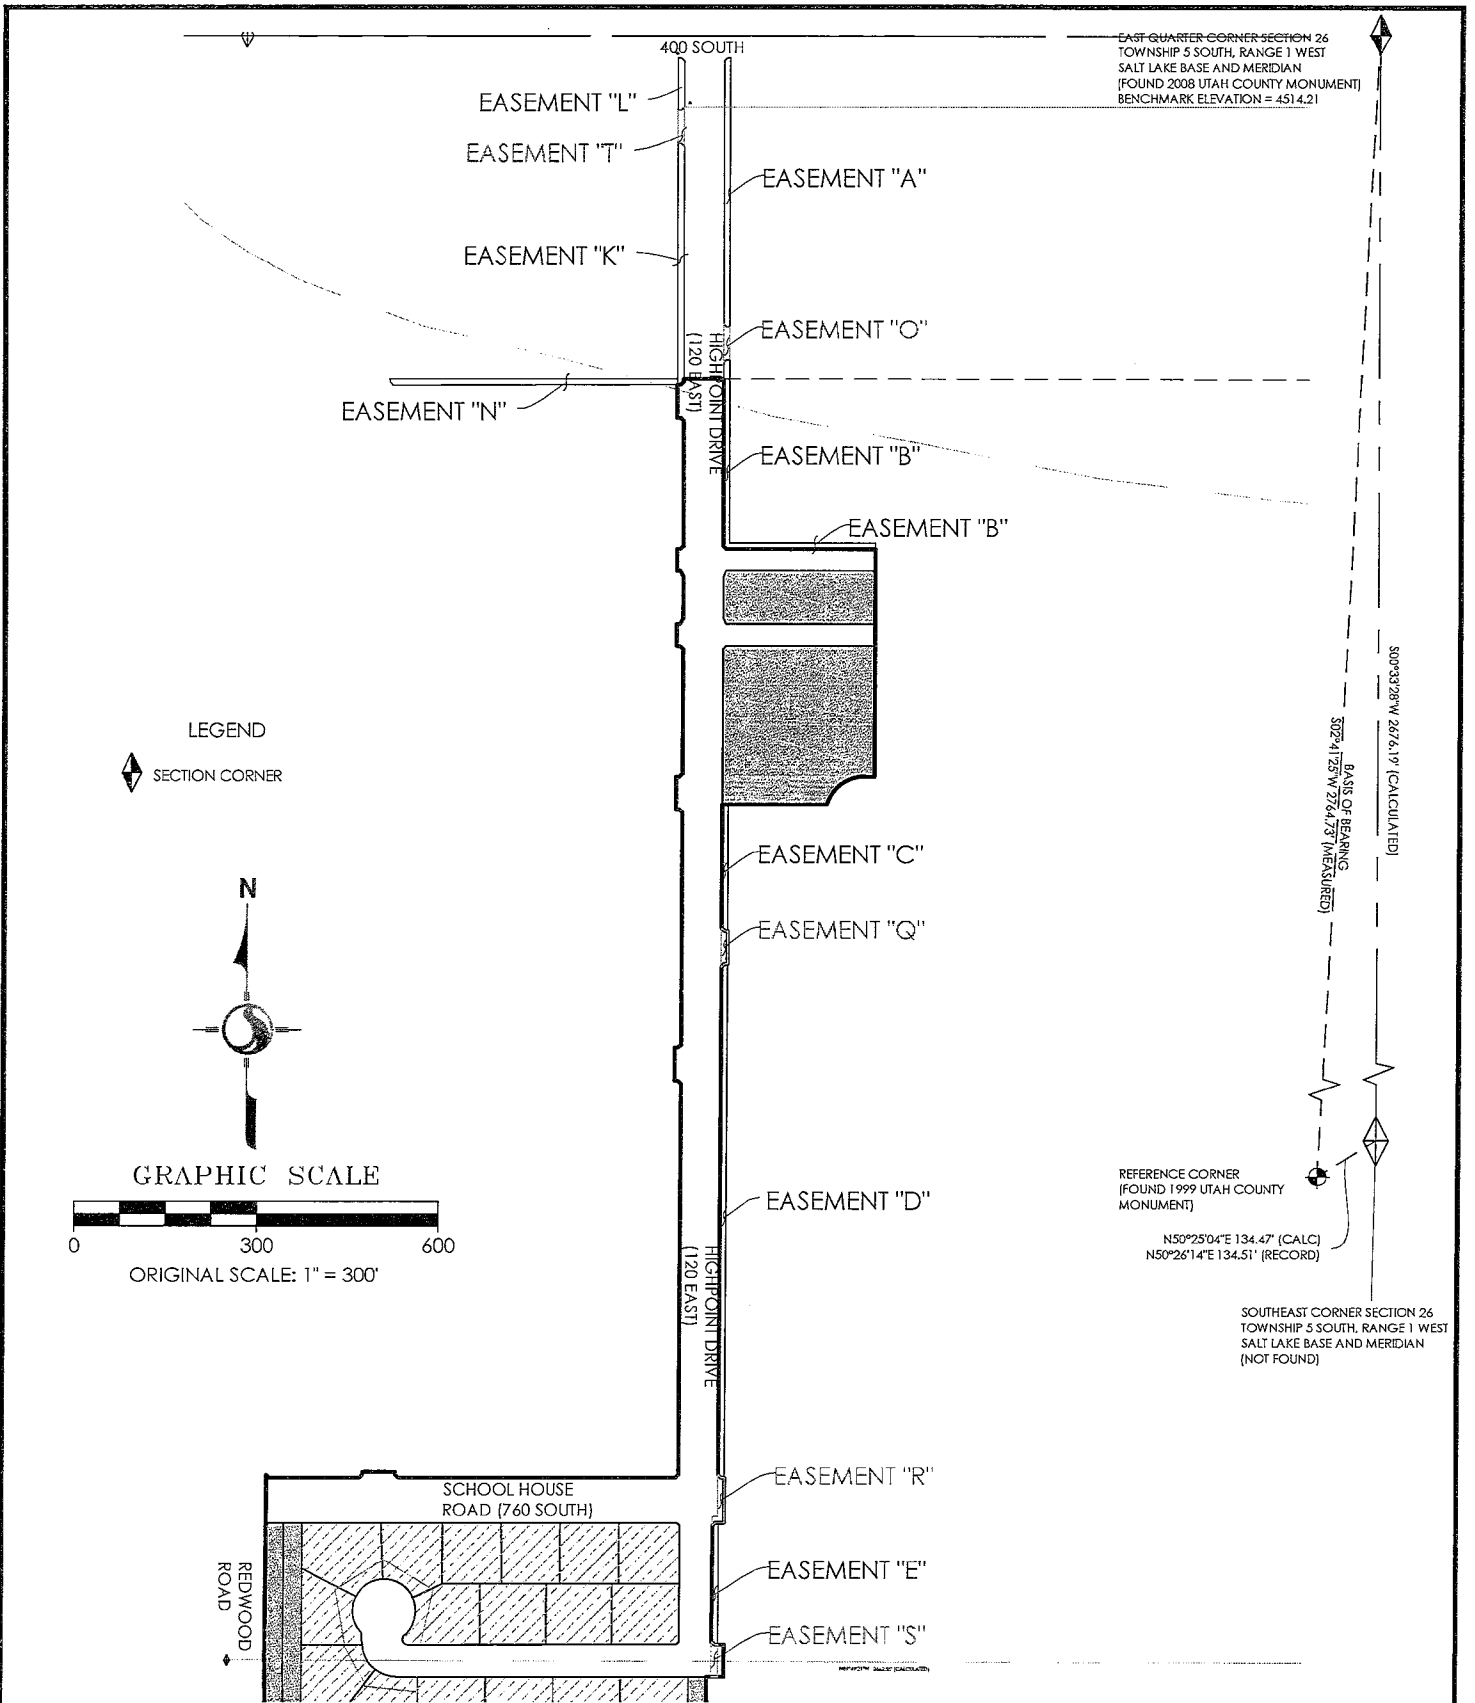 400 SOUTH
EAST QUARTER CORNER SECTION 26
TOWNSHIP 5 SOUTH, RANGE 1 WEST
SALT LAKE BASE AND MERIDIAN
(FOUND 2008 UTAH COUNTY MONUMENT)
BENCHMARK ELEVATION = 4514.21
EASEMENT "L"
EASEMENT "T"
EASEMENT "A"
EASEMENT "K"
EASEMENT "O"
HIGHPOINT DRIVE
(120 EAST)
EASEMENT "N"
EASEMENT "B"
EASEMENT "B"
S00°33'28"W 2676.19' (CALCULATED)
BASIS OF BEARING
S02°41'25"W 2764.73' (MEASURED)
LEGEND
SECTION CORNER
EASEMENT "C"
N
EASEMENT "Q"
GRAPHIC SCALE
0 300 600
ORIGINAL SCALE: 1" = 300'
REFERENCE CORNER
(FOUND 1999 UTAH COUNTY
MONUMENT)
EASEMENT "D"
N50°25'04"E 134.47' (CALC)
N50°26'14"E 134.51' (RECORD)
HIGHPOINT DRIVE
(120 EAST)
SOUTHEAST CORNER SECTION 26
TOWNSHIP 5 SOUTH, RANGE 1 WEST
SALT LAKE BASE AND MERIDIAN
(NOT FOUND)
SCHOOL HOUSE
ROAD (760 SOUTH)
EASEMENT "R"
REDWOOD
ROAD
EASEMENT "E"
EASEMENT "S"
(CALCULATED)